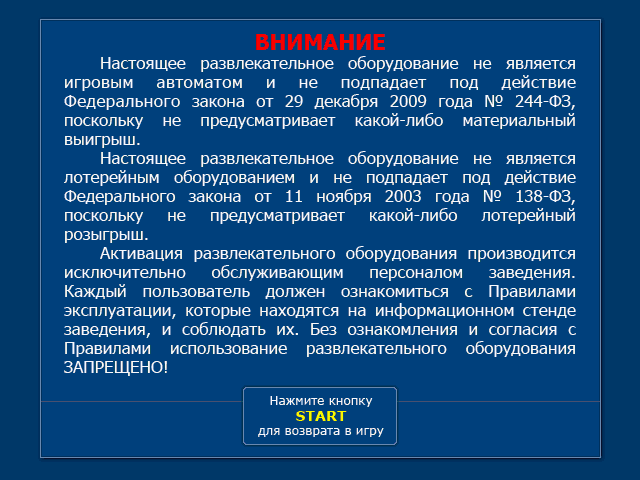 ВНИМАНИЕ
Настоящее развлекательное оборудование не является
игровым автоматом и не подпадает под действие
Федерального закона от 29 декабря 2009 года № 244-ФЗ,
поскольку не предусматривает какой-либо материальный
выигрыш.
Настоящее развлекательное оборудование не является
лотерейным оборудованием и не подпадает под действие
Федерального закона от 11 ноября 2003 года № 138-ФЗ,
поскольку не предусматривает какой-либо лотерейный
розыгрыш.
Активация развлекательного оборудования производится
исключительно обслуживающим персоналом заведения.
Каждый пользователь должен ознакомиться с Правилами
эксплуатации, которые находятся на информационном стенде
заведения, и соблюдать их. Без ознакомления и согласия с
Правилами использование развлекательного оборудования
ЗАПРЕЩЕНО!
Нажмите кнопку
START
для возврата в игру